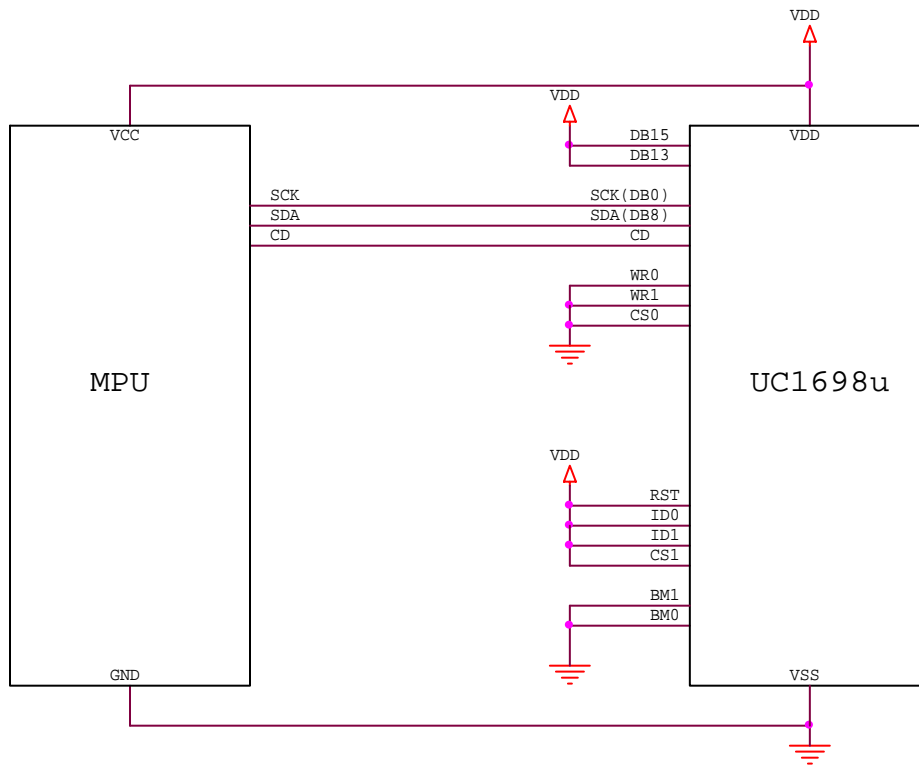 VDD
VDD
VCC
DB15
VDD
DB13
SCK
SCK(DB0)
SDA
SDA(DB8)
CD
CD
WR0
WR1
CS0
MPU
UC1698u
VDD
RST
ID0
ID1
CS1
BM1
BM0
GND
VSS